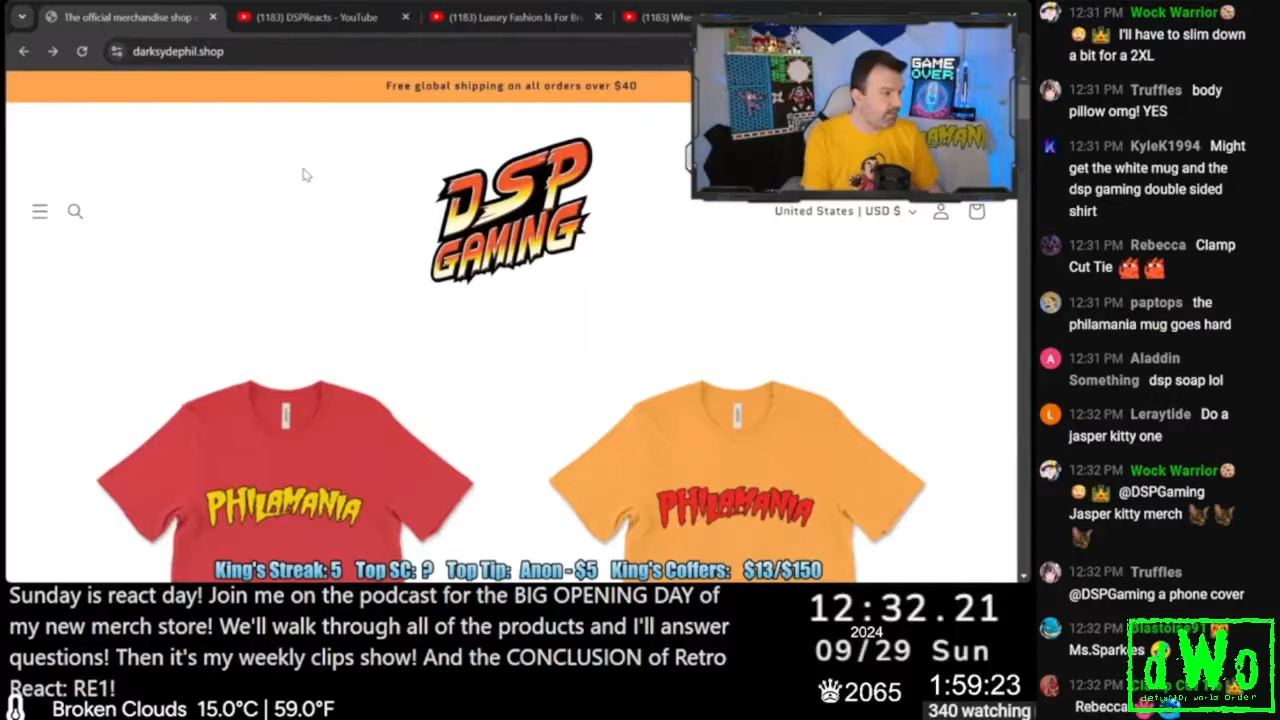 The official merchandise shop
(1183) DSPReacts - YouTube
(1183) Luxury Fashion Is For Br
(1183) Whe
darksydephil.shop
Free global shipping on all orders over $40
GAME
OVER
DSP
GAMING
United States | USD $
PHILAMANIA
PHILAMANIA
King's Streak: 5 Top SC: ? Top Tip: Anon - $5 King's Coffers: $13/$150
Sunday is react day! Join me on the podcast for the BIG OPENING DAY of
my new merch store! We'll walk through all of the products and I'll answer
questions! Then it's my weekly clips show! And the CONCLUSION of Retro
React: RE1!
Broken Clouds 15.0°C | 59.0°F
12:32.21
2024
09/29 Sun
2065
1:59:23
340 watching
12:31 PM Wock Warrior
I'll have to slim down
a bit for a 2XL
12:31 PM Truffles body
pillow omg! YES
12:31 PM KyleK1994 Might
get the white mug and the
dsp gaming double sided
shirt
12:31 PM Rebecca Clamp
Cut Tie
12:31 PM paptops the
philamania mug goes hard
12:31 PM Aladdin
Something dsp soap lol
12:32 PM Leraytide Do a
jasper kitty one
12:32 PM Wock Warrior
@DSPGaming
Jasper kitty merch
12:32 PM Truffles
@DSPGaming a phone cover
12:32 PM
Ms.Sparkes
12:32 PM
Rebecca
dWo